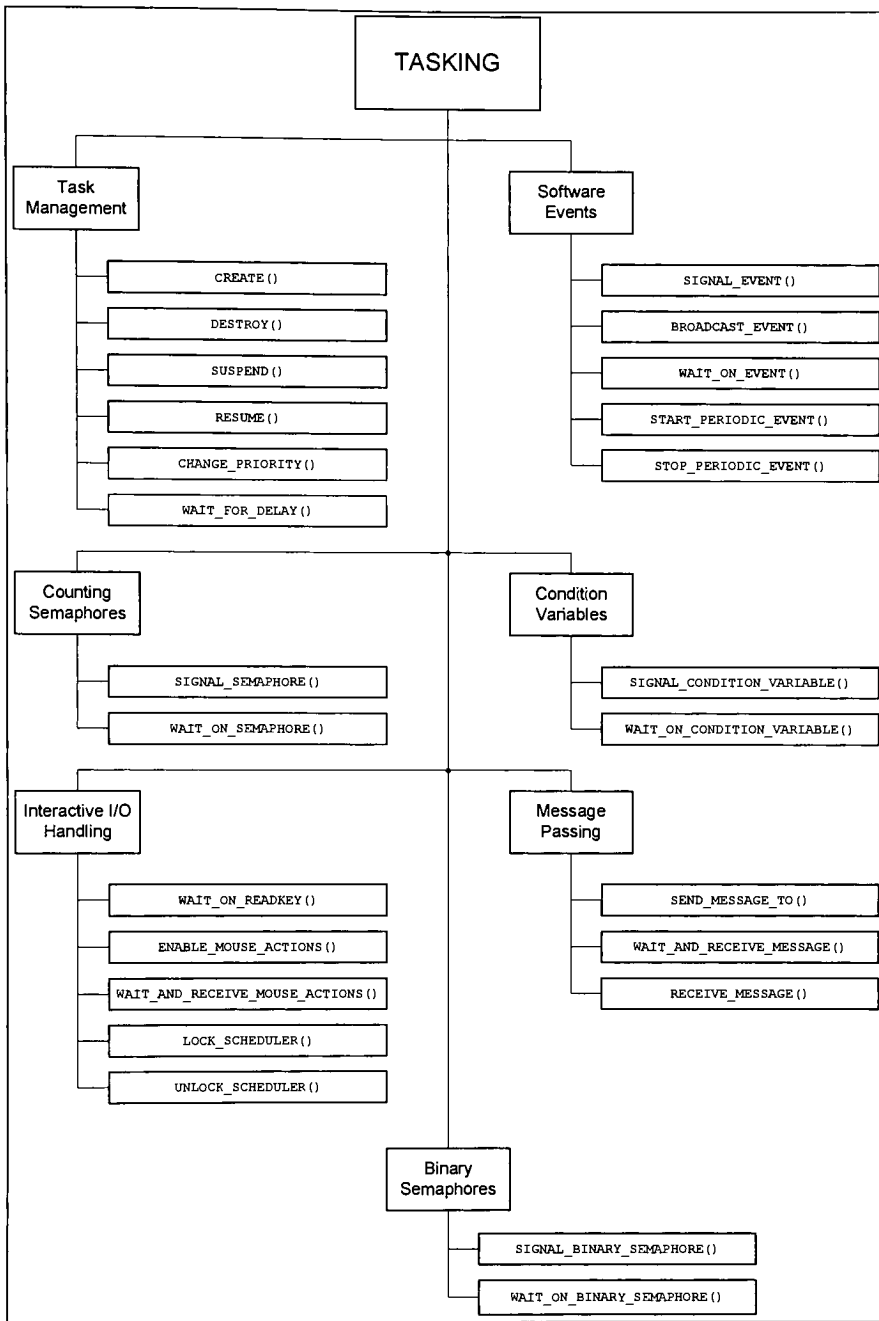 TASKING
Task
Management
CREATE()
DESTROY()
SUSPEND()
RESUME()
CHANGE_PRIORITY()
WAIT_FOR_DELAY()
Software
Events
SIGNAL_EVENT()
BROADCAST_EVENT()
WAIT_ON_EVENT()
START_PERIODIC_EVENT()
STOP_PERIODIC_EVENT()
Counting
Semaphores
SIGNAL_SEMAPHORE()
WAIT_ON_SEMAPHORE()
Condition
Variables
SIGNAL_CONDITION_VARIABLE()
WAIT_ON_CONDITION_VARIABLE()
Interactive I/O
Handling
WAIT_ON_READKEY()
ENABLE_MOUSE_ACTIONS()
WAIT_AND_RECEIVE_MOUSE_ACTIONS()
LOCK_SCHEDULER()
UNLOCK_SCHEDULER()
Message
Passing
SEND_MESSAGE_TO()
WAIT_AND_RECEIVE_MESSAGE()
RECEIVE_MESSAGE()
Binary
Semaphores
SIGNAL_BINARY_SEMAPHORE()
WAIT_ON_BINARY_SEMAPHORE()